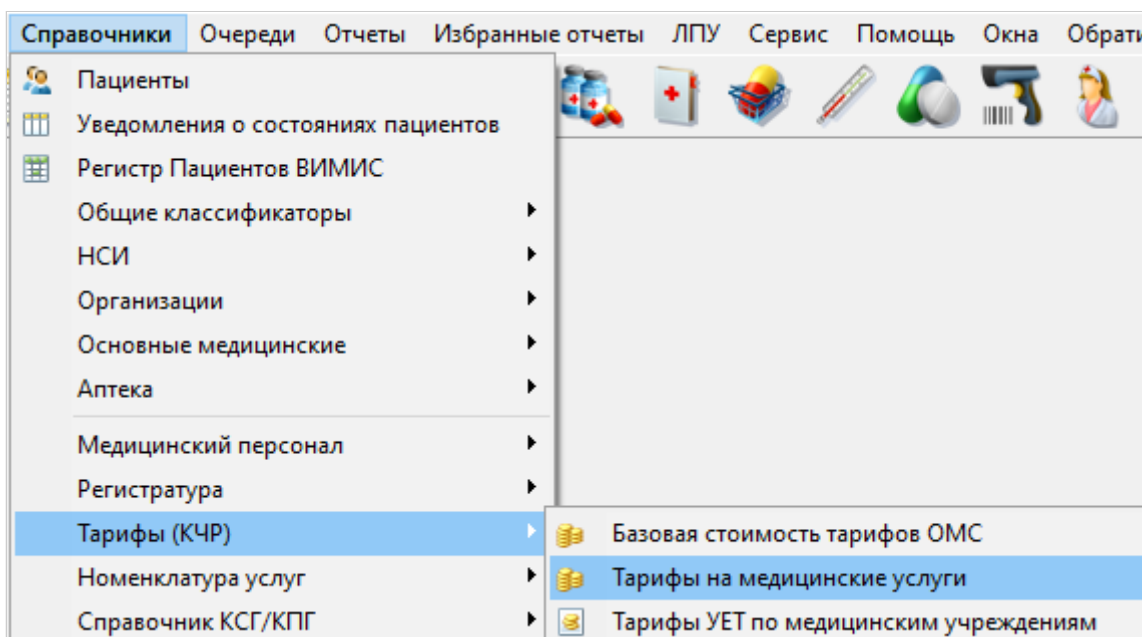 Справочники Очереди Отчеты Избранные отчеты ЛПУ Сервис Помощь Окна
Пациенты
Уведомления о состояниях пациентов
Регистр Пациентов ВИМИС
Общие классификаторы
НСИ
Организации
Основные медицинские
Аптека
Медицинский персонал
Регистратура
Тарифы (КЧР)
Базовая стоимость тарифов ОМС
Номенклатура услуг
Тарифы на медицинские услуги
Справочник КСГ/КПГ
Тарифы УЕТ по медицинским учреждениям